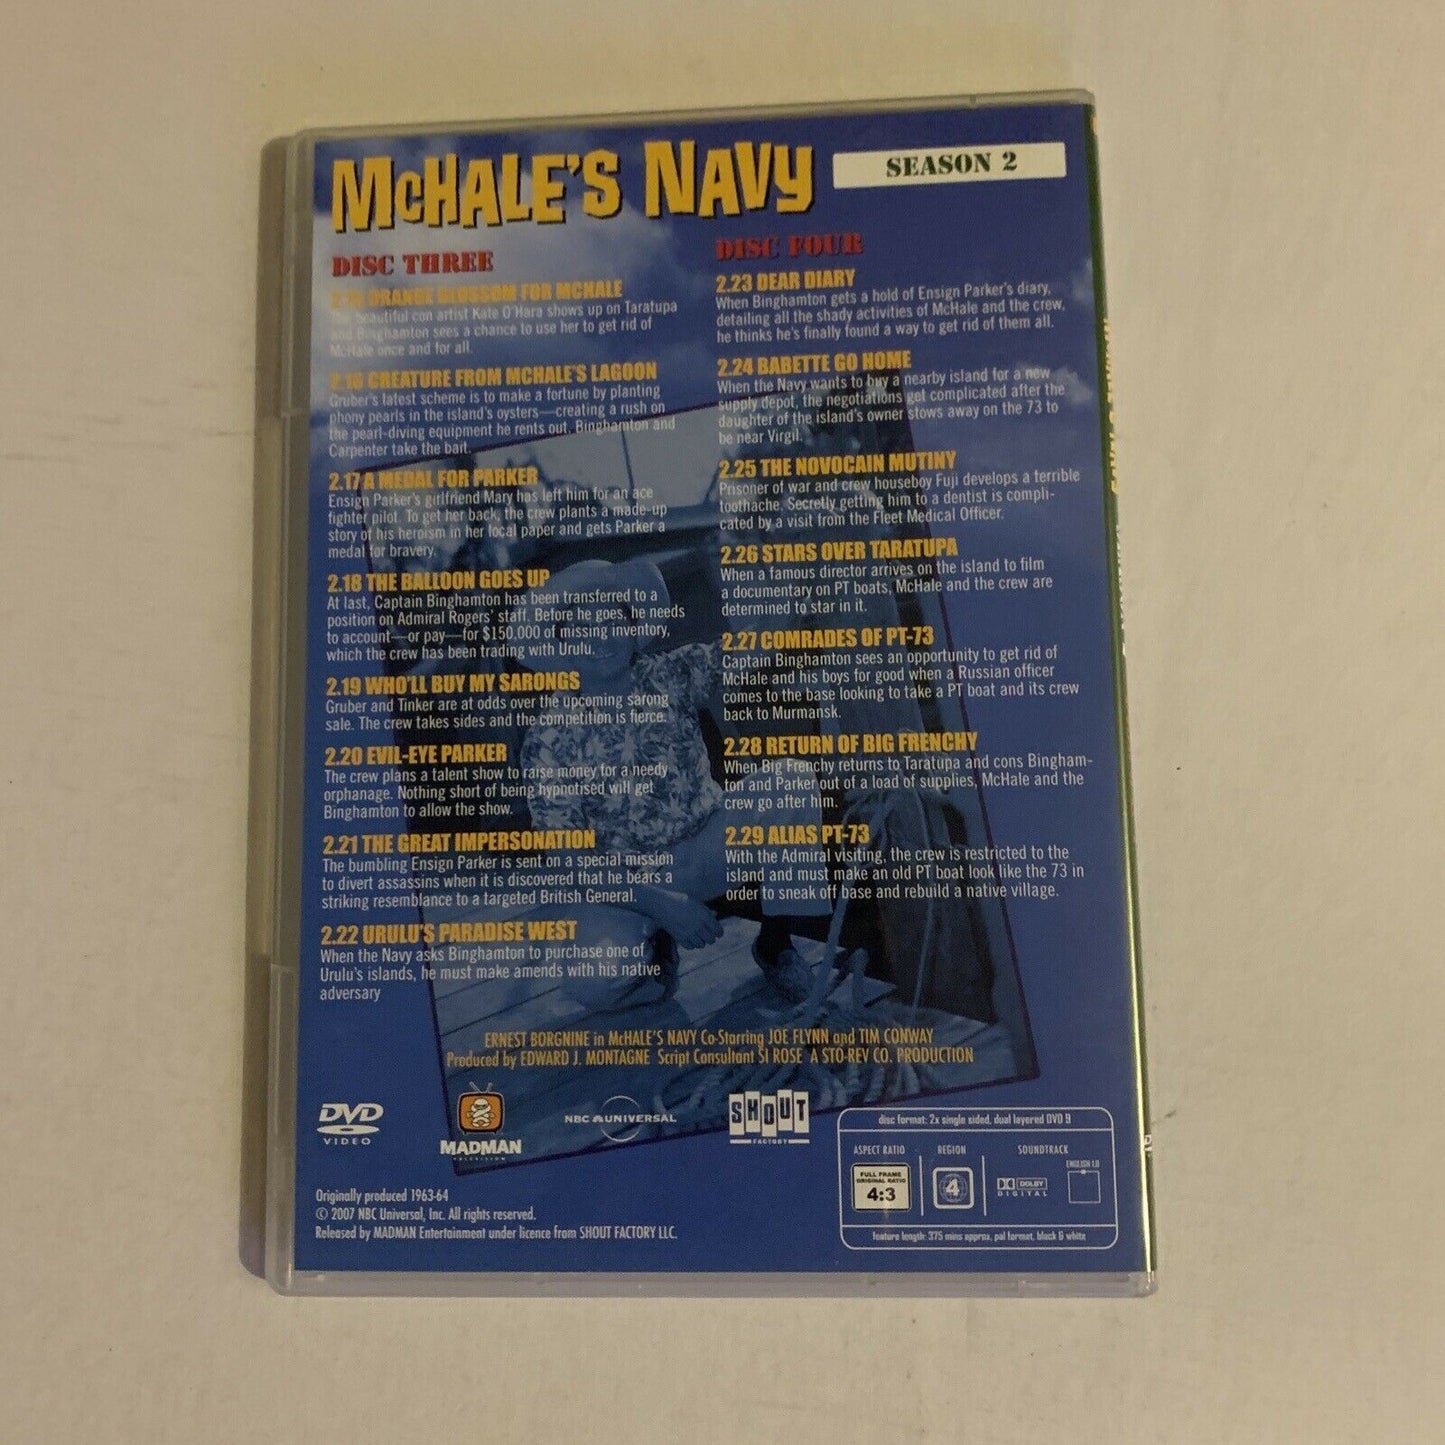 McHALE'S NAVY
SEASON 2
DISC THREE
2.15 ORANGE BLOSSOM FOR MCHALE
The beautiful con artist Kate O'Hara shows up on Taratupa
and Binghamton sees a chance to use her to get rid of
McHale once and for all.
2.16 CREATURE FROM MCHALE'S LAGOON
Gruber's latest scheme is to make a fortune by planting
phony pearls in the island's oysters—creating a rush on
the pearl-diving equipment he rents out. Binghamton and
Carpenter take the bait.
2.17 A MEDAL FOR PARKER
Ensign Parker's girlfriend Mary has left him for an ace
fighter pilot. To get her back, the crew plants a made-up
story of his heroism in her local paper and gets Parker a
medal for bravery.
2.18 THE BALLOON GOES UP
At last, Captain Binghamton has been transferred to a
position on Admiral Rogers' staff. Before he goes, he needs
to account—or pay—for $150,000 of missing inventory,
which the crew has been trading with Urulu.
2.19 WHO'LL BUY MY SARONGS
Gruber and Tinker are at odds over the upcoming sarong
sale. The crew takes sides and the competition is fierce.
2.20 EVIL-EYE PARKER
The crew plans a talent show to raise money for a needy
orphanage. Nothing short of being hypnotised will get
Binghamton to allow the show.
2.21 THE GREAT IMPERSONATION
The bumbling Ensign Parker is sent on a special mission
to divert assassins when it is discovered that he bears a
striking resemblance to a targeted British General.
2.22 URULU'S PARADISE WEST
When the Navy asks Binghamton to purchase one of
Urulu's islands, he must make amends with his native
adversary
DISC FOUR
2.23 DEAR DIARY
When Binghamton gets a hold of Ensign Parker's diary,
detailing all the shady activities of McHale and the crew,
he thinks he's finally found a way to get rid of them all.
2.24 BABETTE GO HOME
When the Navy wants to buy a nearby island for a new
supply depot, the negotiations get complicated after the
daughter of the island's owner stows away on the 73 to
be near Virgil.
2.25 THE NOVOCAIN MUTINY
Prisoner of war and crew houseboy Fuji develops a terrible
toothache. Secretly getting him to a dentist is compli-
cated by a visit from the Fleet Medical Officer.
2.26 STARS OVER TARATUPA
When a famous director arrives on the island to film
a documentary on PT boats, McHale and the crew are
determined to star in it.
2.27 COMRADES OF PT-73
Captain Binghamton sees an opportunity to get rid of
McHale and his boys for good when a Russian officer
comes to the base looking to take a PT boat and its crew
back to Murmansk.
2.28 RETURN OF BIG FRENCHY
When Big Frenchy returns to Taratupa and cons Bingham-
ton and Parker out of a load of supplies, McHale and the
crew go after him.
2.29 ALIAS PT-73
With the Admiral visiting, the crew is restricted to the
island and must make an old PT boat look like the 73 in
order to sneak off base and rebuild a native village.
ERNEST BORGNINE in McHALE'S NAVY Co-Starring JOE FLYNN and TIM CONWAY
Produced by EDWARD J. MONTAGNE Script Consultant SI ROSE A STO-REV CO. PRODUCTION
DVD
VIDEO
MADMAN
TELEVISION
NBC UNIVERSAL
SHOUT
FACTORY
disc format: 2x single sided, dual layered DVD 9
ASPECT RATIO
REGION
SOUNDTRACK
FULL FRAME
ORIGINAL RATIO
4:3
4
DOLBY
DIGITAL
ENGLISH 1.0
feature length: 375 mins approx, pal format, black & white
Originally produced 1963-64
© 2007 NBC Universal, Inc. All rights reserved.
Released by MADMAN Entertainment under licence from SHOUT FACTORY LLC.